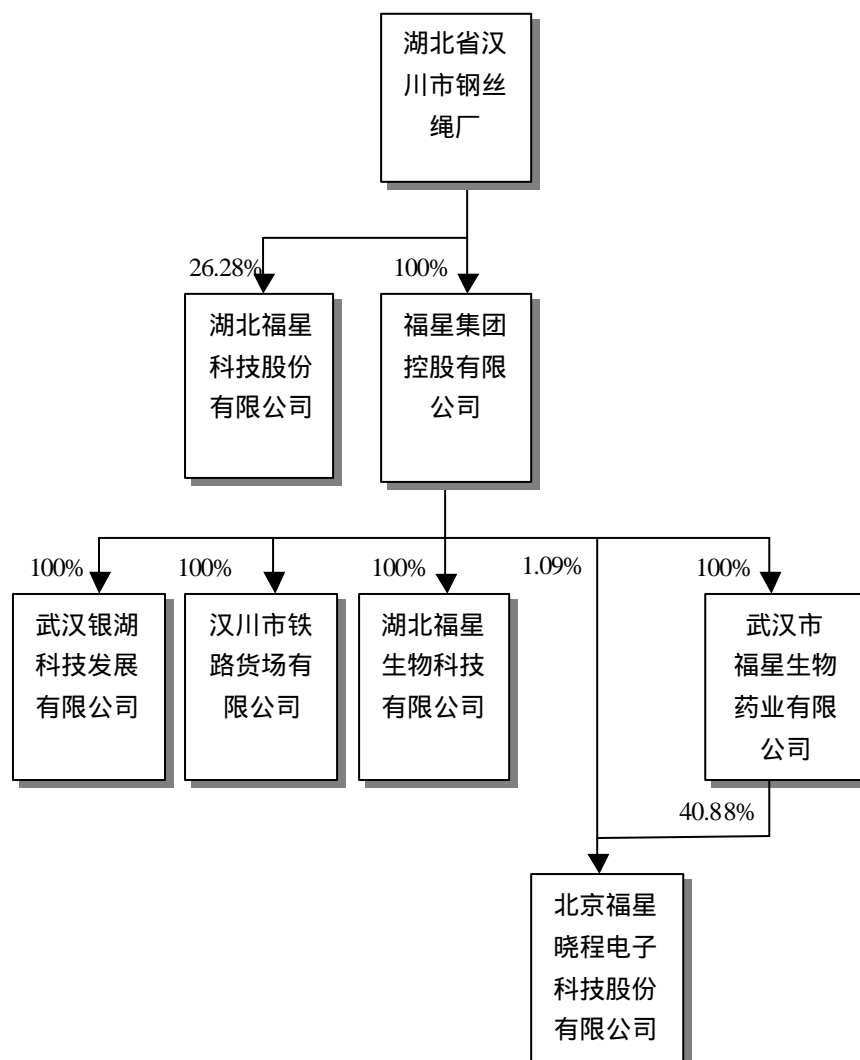 湖北省汉
川市钢丝
绳厂
26.28%
100%
湖北福星
科技股份
有限公司
福星集团
控股有限
公司
100%
100%
100%
1.09%
100%
武汉银湖
科技发展
有限公司
汉川市铁
路货场有
限公司
湖北福星
生物科技
有限公司
武汉市
福星生物
药业有限
公司
40.88%
北京福星
晓程电子
科技股份
有限公司